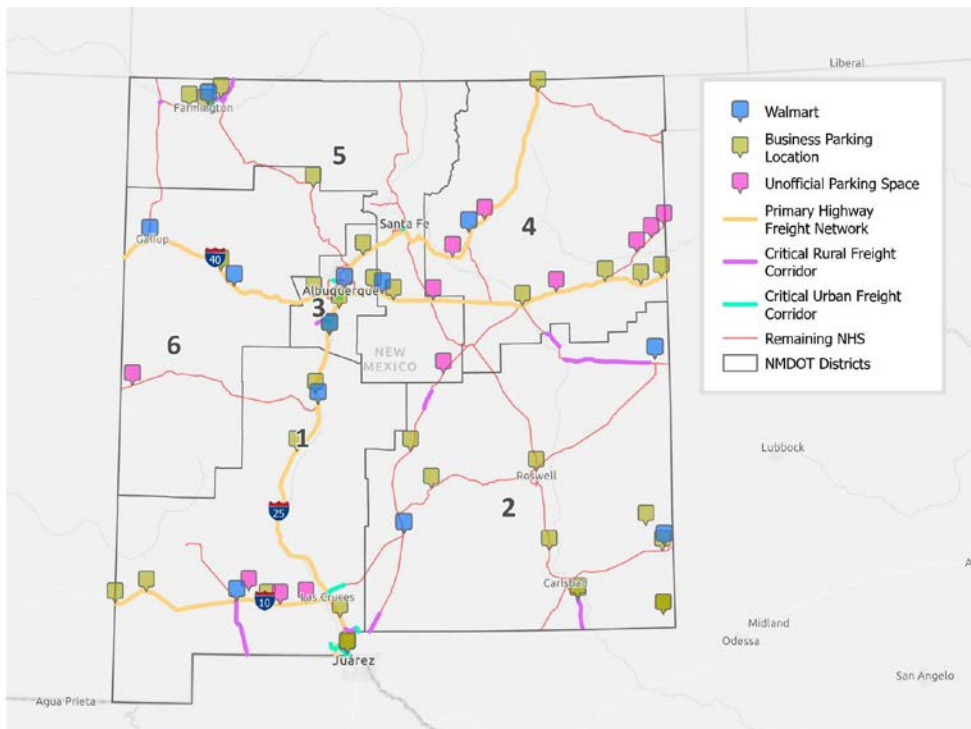 Liberal
Farmington
5
Santa Fe
4
Gallup
40
Albuquerque
3
6
NEW
MEXICO
1
Roswell
2
25
Carlsbad
10
Las Cruces
Juárez
Agua Prieta
Lubbock
Midland
Odessa
San Angelo
A
Walmart
Business Parking
Location
Unofficial Parking Space
Primary Highway
Freight Network
Critical Rural Freight
Corridor
Critical Urban Freight
Corridor
Remaining NHS
NMDOT Districts